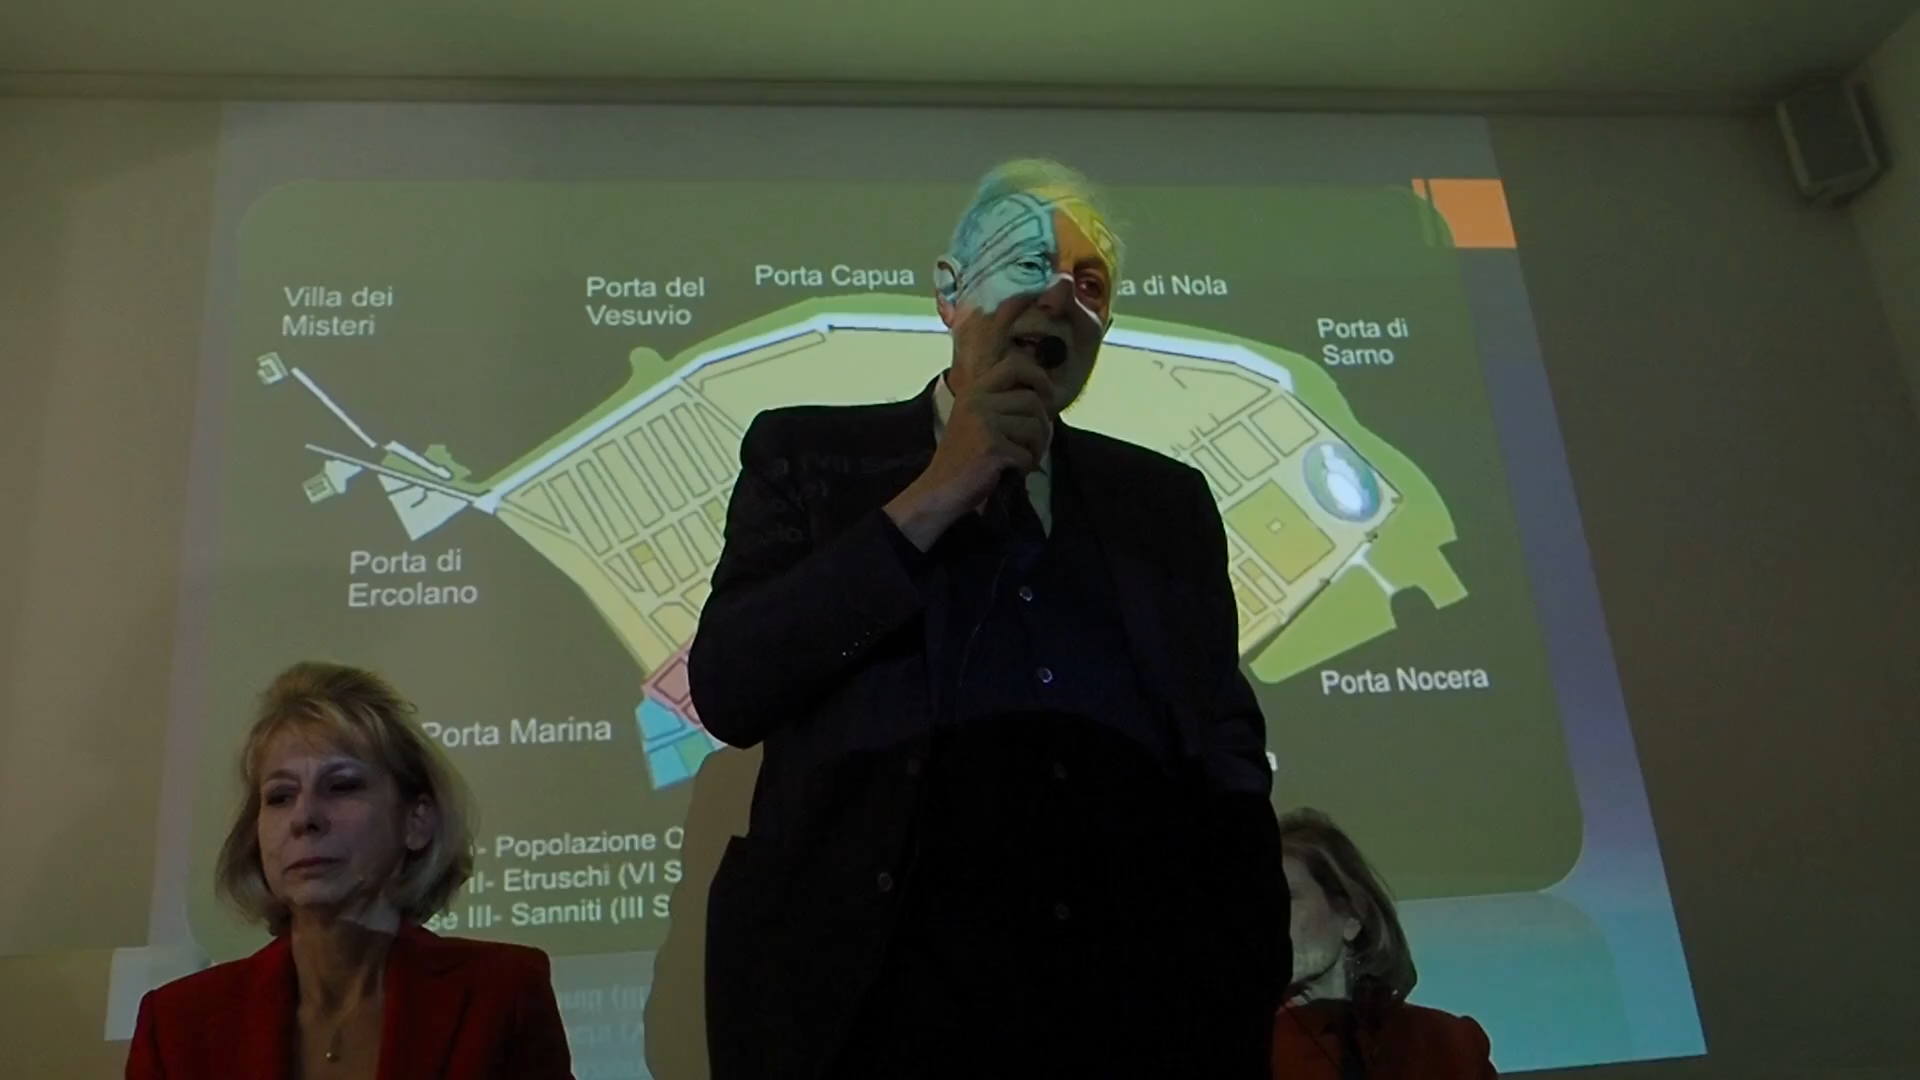 Villa dei
Misteri
Porta del
Vesuvio
Porta Capua
di Nola
Porta di
Sarno
Porta di
Ercolano
Porta Nocera
Porta Marina
- Popolazione
II- Etruschi (VI S
se III- Sanniti (III S